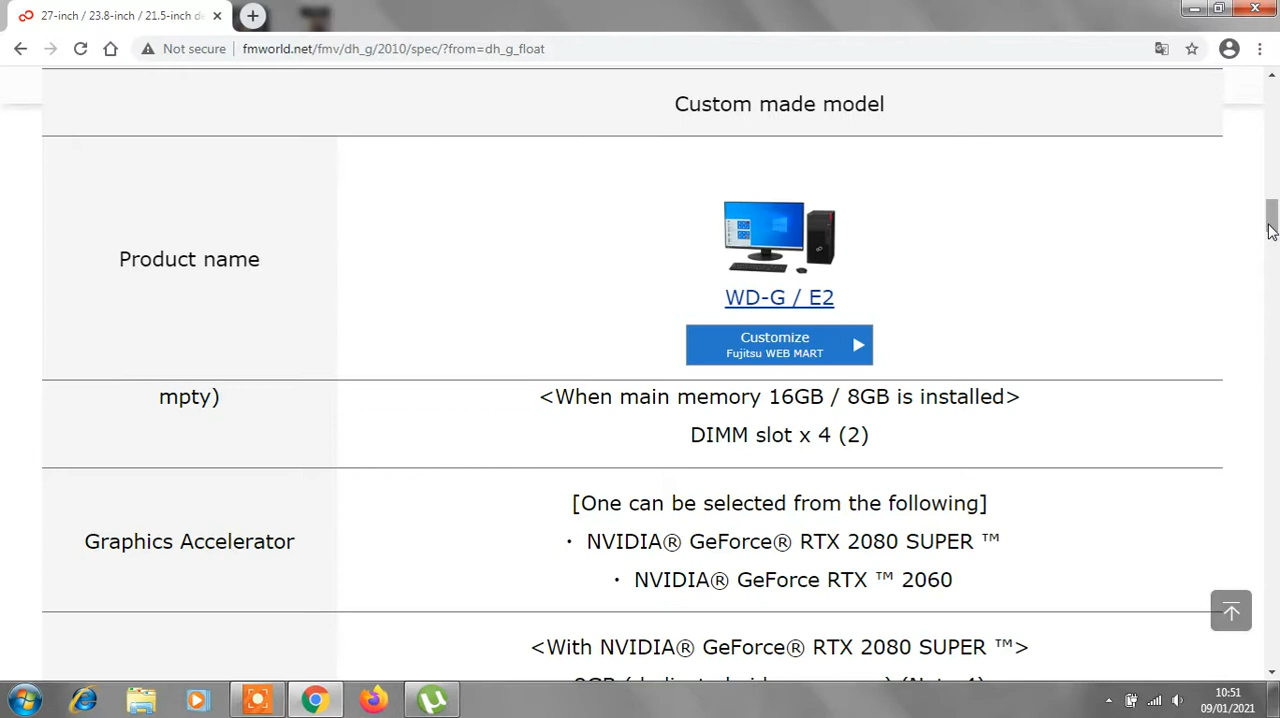 27-inch / 23.8-inch / 21.5-inch de
Not secure
fmworld.net/fmv/dh_g/2010/spec/?from=dh_g_float
Custom made model
Product name
WD-G / E2
Customize
Fujitsu WEB MART
mpty)
<When main memory 16GB / 8GB is installed>
DIMM slot x 4 (2)
Graphics Accelerator
[One can be selected from the following]
・ NVIDIA® GeForce® RTX 2080 SUPER ™
・ NVIDIA® GeForce RTX ™ 2060
<With NVIDIA® GeForce® RTX 2080 SUPER ™>
10:51
09/01/2021